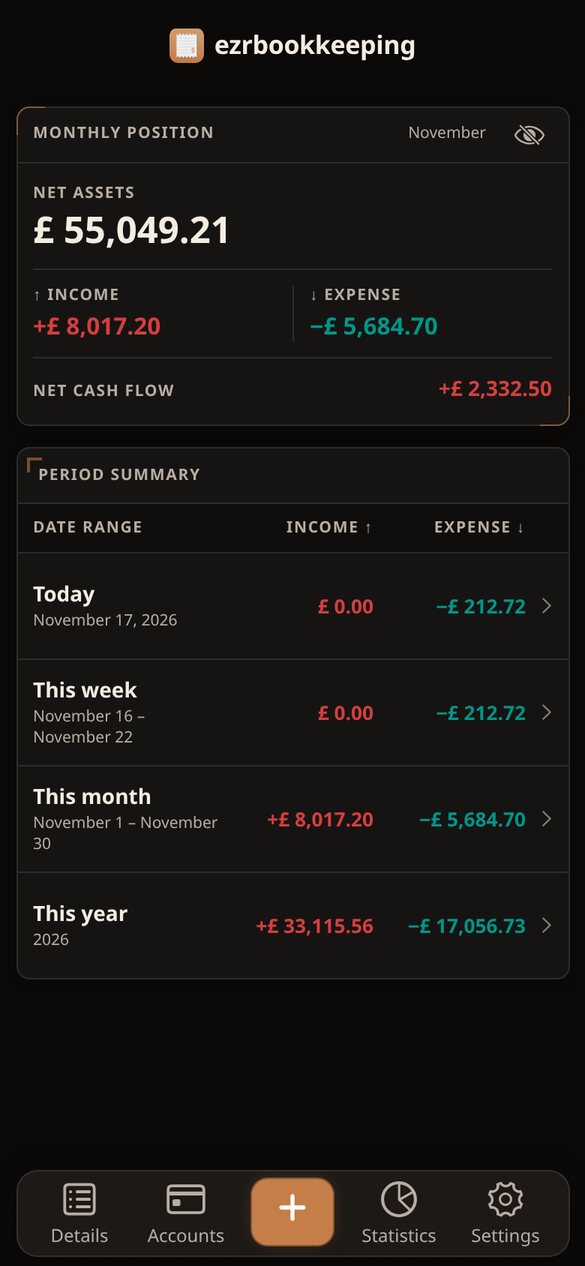 ezrbookkeeping
MONTHLY POSITION November
NET ASSETS
£ 55,049.21
↑ INCOME ↓ EXPENSE
+£ 8,017.20 −£ 5,684.70
NET CASH FLOW +£ 2,332.50
PERIOD SUMMARY
DATE RANGE INCOME ↑ EXPENSE ↓
Today
November 17, 2026
£ 0.00 −£ 212.72
This week
November 16 –
November 22
£ 0.00 −£ 212.72
This month
November 1 – November
30
+£ 8,017.20 −£ 5,684.70
This year
2026
+£ 33,115.56 −£ 17,056.73
Details Accounts + Statistics Settings